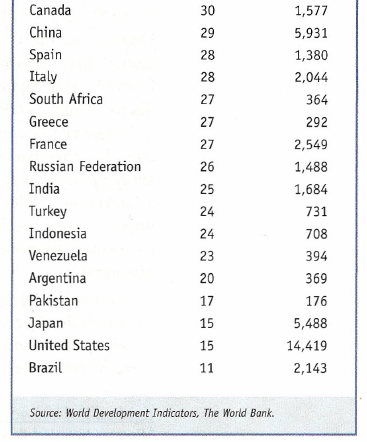 Canada 30 1,577
China 29 5,931
Spain 28 1,380
Italy 28 2,044
South Africa 27 364
Greece 27 292
France 27 2,549
Russian Federation 26 1,488
India 25 1,684
Turkey 24 731
Indonesia 24 708
Venezuela 23 394
Argentina 20 369
Pakistan 17 176
Japan 15 5,488
United States 15 14,419
Brazil 11 2,143
Source: World Development Indicators, The World Bank.